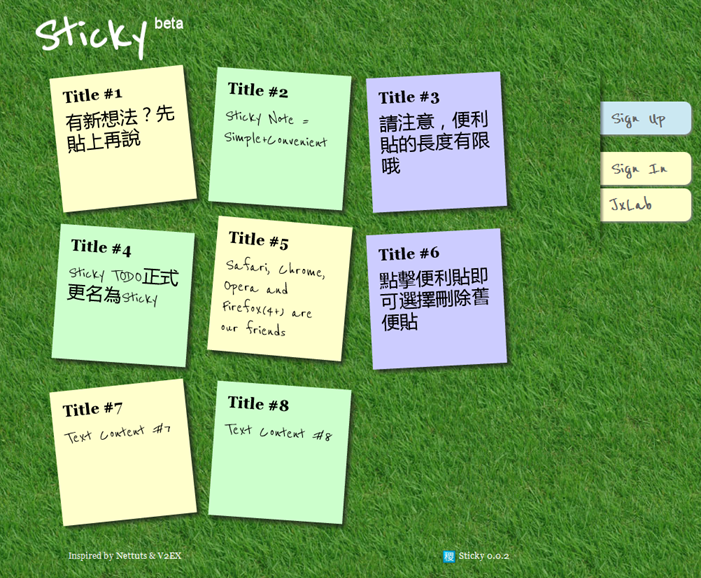 Sticky beta
Title #1
有新想法？先
貼上再說
Title #2
Sticky Note =
Simple+Convenient
Title #3
請注意，便利
貼的長度有限
哦
Sign Up
Sign In
JxLab
Title #4
Sticky TODO正式
更名為Sticky
Title #5
Safari, Chrome,
Opera and
Firefox(4+) are
our friends
Title #6
點擊便利貼即
可選擇刪除舊
便貼
Title #7
Text Content #7
Title #8
Text Content #8
Inspired by Nettuts & V2EX
Sticky 0.0.2